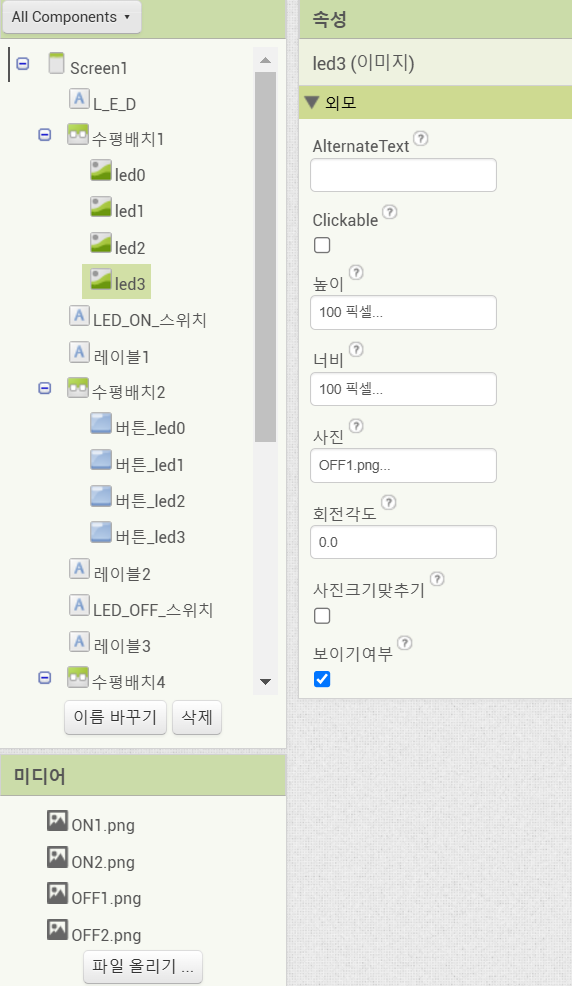 All Components
Screen1
L_E_D
수평배치1
led0
led1
led2
led3
LED_ON_스위치
레이블1
수평배치2
버튼_led0
버튼_led1
버튼_led2
버튼_led3
레이블2
LED_OFF_스위치
레이블3
수평배치4
이름 바꾸기 삭제
미디어
ON1.png
ON2.png
OFF1.png
OFF2.png
파일 올리기 ...
속성
led3 (이미지)
외모
AlternateText ?
Clickable ?
높이 ?
100 픽셀...
너비 ?
100 픽셀...
사진 ?
OFF1.png...
회전각도 ?
0.0
사진크기맞추기 ?
보이기여부 ?